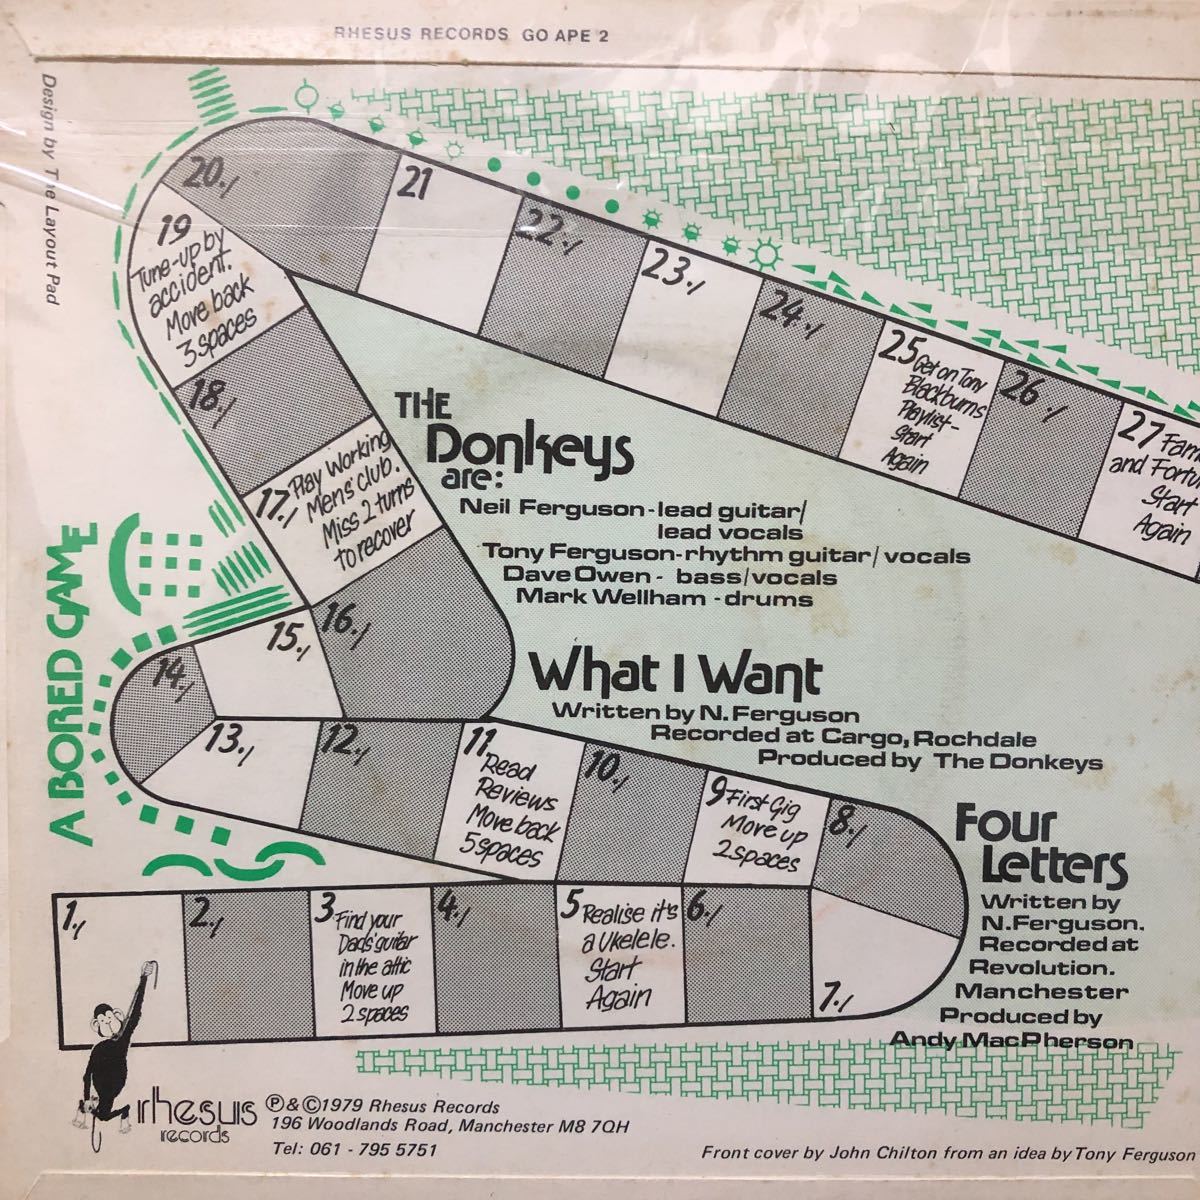 RHESUS RECORDS GO APE 2
Design by The Layout Pad
20./
21
22./
23./
24./
25
Get on Tony
Blackburns
Playlist-
Start
Again
26./
27
and
Start
Again
19
Tune-up by
accident.
Move back
3 spaces
18./
17./
Play Working
Mens' club.
Miss 2 turns
to recover
16./
15./
14./
13./
12./
11.
Read
Reviews
Move back
5 spaces
10./
9
First Gig
Move up
2 spaces
8./
A BORED GAME
THE
Donkeys
are:
Neil Ferguson - lead guitar/
lead vocals
Tony Ferguson - rhythm guitar/vocals
Dave Owen - bass/vocals
Mark Wellham - drums
What I Want
Written by N. Ferguson
Recorded at Cargo, Rochdale
Produced by The Donkeys
Four
Letters
Written by
N. Ferguson.
Recorded at
Revolution.
Manchester
Produced by
Andy MacPherson
1./
2./
3
Find your
Dads' guitar
in the attic
Move up
2 spaces
4./
5
Realise it's
a Ukelele.
Start
Again
6./
7./
rhesus
records
Ⓟ & © 1979 Rhesus Records
196 Woodlands Road, Manchester M8 7QH
Tel: 061 - 795 5751
Front cover by John Chilton from an idea by Tony Ferguson